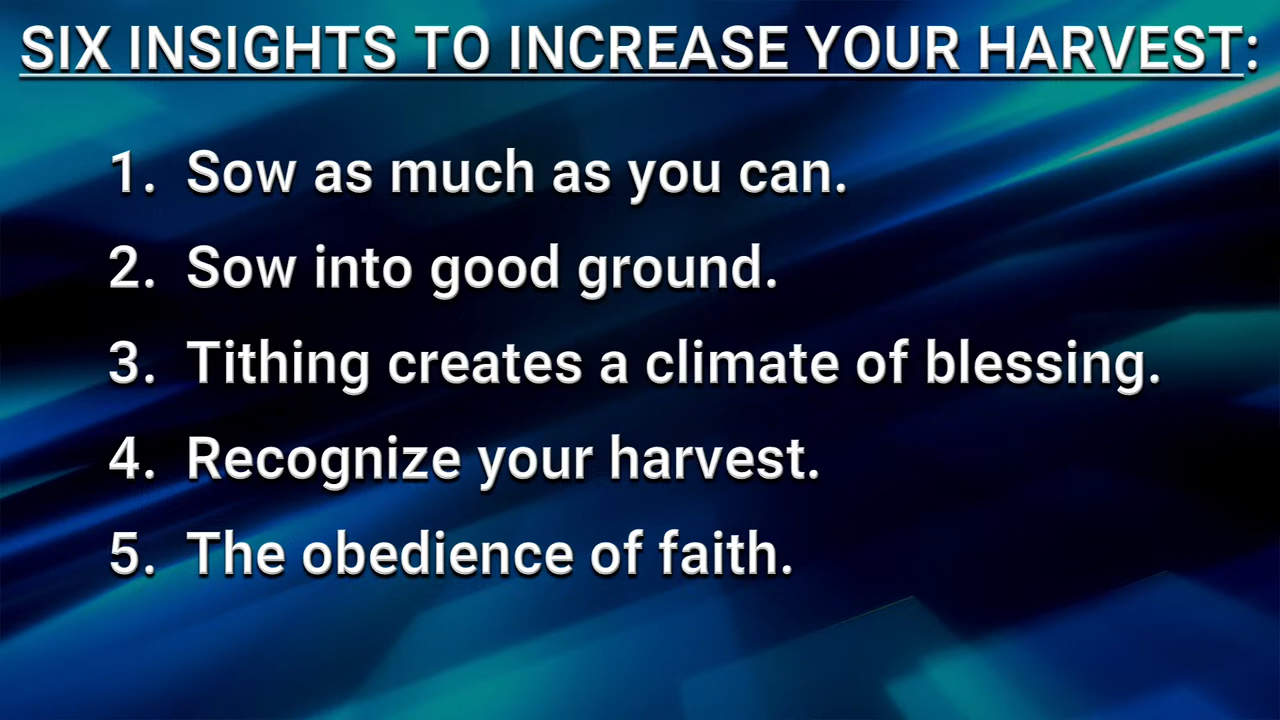 SIX INSIGHTS TO INCREASE YOUR HARVEST:
1. Sow as much as you can.
2. Sow into good ground.
3. Tithing creates a climate of blessing.
4. Recognize your harvest.
5. The obedience of faith.